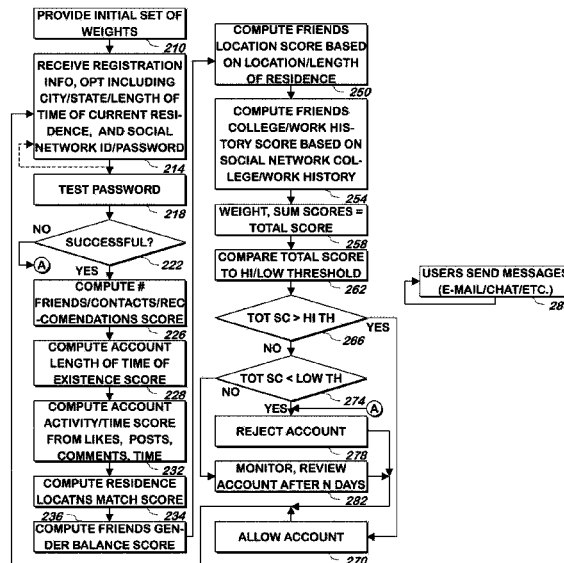 PROVIDE INITIAL SET OF
WEIGHTS
210
RECEIVE REGISTRATION
INFO, OPT INCLUDING
CITY/STATE/LENGTH OF
TIME OF CURRENT RESI-
DENCE, AND SOCIAL
NETWORK ID/PASSWORD
214
TEST PASSWORD
218
NO
SUCCESSFUL?
222
A
YES
COMPUTE #
FRIENDS/CONTACTS/REC
-COMENDATIONS SCORE
226
COMPUTE ACCOUNT
LENGTH OF TIME OF
EXISTENCE SCORE
228
COMPUTE ACCOUNT
ACTIVITY/TIME SCORE
FROM LIKES, POSTS,
COMMENTS, TIME
232
COMPUTE RESIDENCE
LOCATNS MATCH SCORE
234
236
COMPUTE FRIENDS GEN-
DER BALANCE SCORE
COMPUTE FRIENDS
LOCATION SCORE BASED
ON LOCATION/LENGTH
OF RESIDENCE
250
COMPUTE FRIENDS
COLLEGE/WORK HIS-
TORY SCORE BASED ON
SOCIAL NETWORK COL-
LEGE/WORK HISTORY
254
WEIGHT, SUM SCORES =
TOTAL SCORE
258
COMPARE TOTAL SCORE
TO HI/LOW THRESHOLD
262
TOT SC > HI TH
YES
266
NO
TOT SC < LOW TH
NO
274
YES
A
REJECT ACCOUNT
278
MONITOR, REVIEW
ACCOUNT AFTER N DAYS
282
ALLOW ACCOUNT
270
USERS SEND MESSAGES
(E-MAIL/CHAT/ETC.)